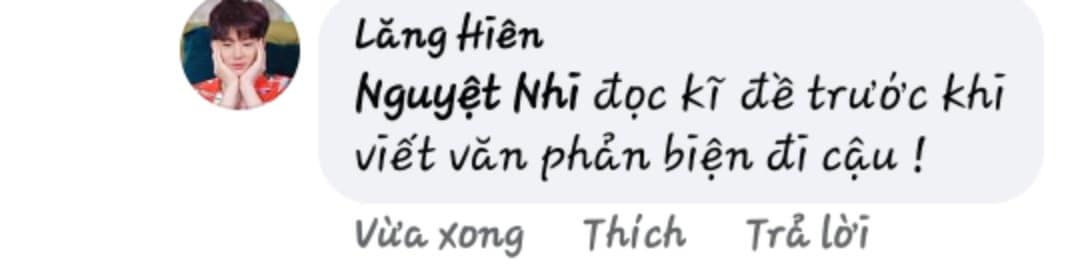 Lăng Hiên
Nguyệt Nhi đọc kĩ đề trước khi
viết văn phản biện đi cậu !
Vừa xong Thích Trả lời